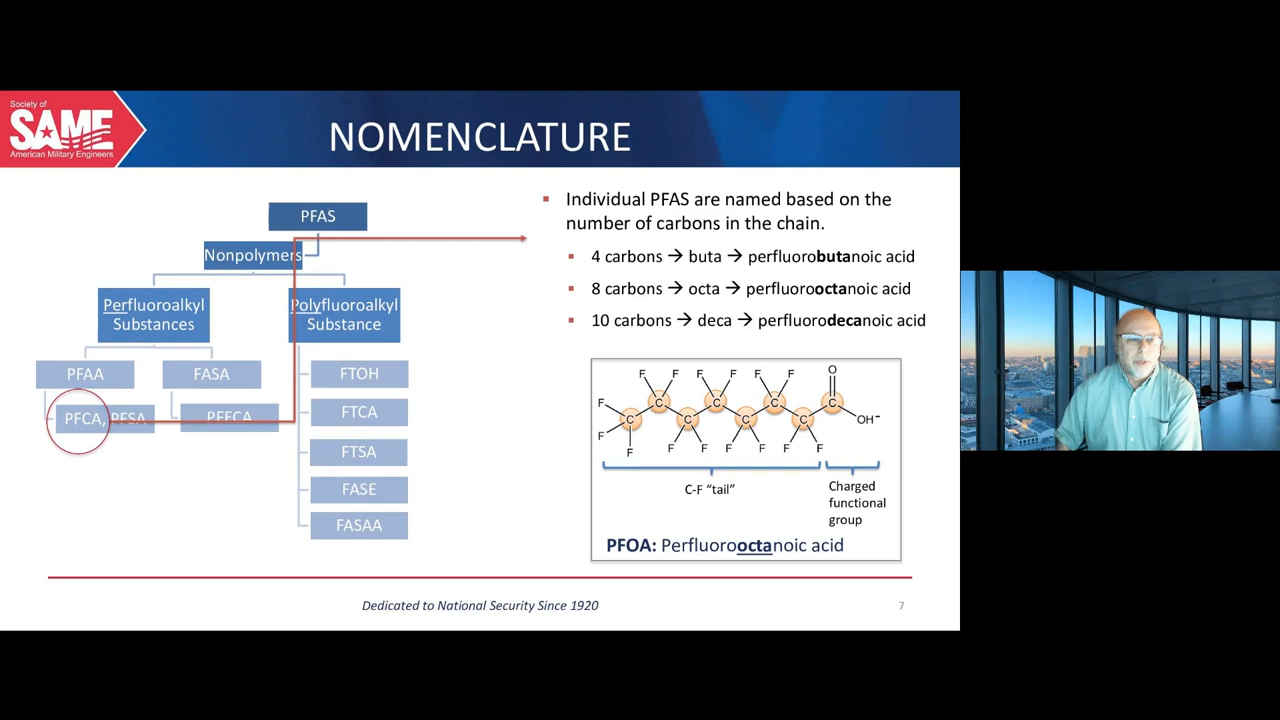 Society of
SAME
American Military Engineers
NOMENCLATURE
PFAS
Nonpolymers
Perfluoroalkyl
Substances
Polyfluoroalkyl
Substance
PFAA
FASA
PFCA, PFSA
PFECA
FTOH
FTCA
FTSA
FASE
FASAA
▪ Individual PFAS are named based on the
number of carbons in the chain.
▪ 4 carbons → buta → perfluorobutanoic acid
▪ 8 carbons → octa → perfluorooctanoic acid
▪ 10 carbons → deca → perfluorodecanoic acid
F F F F F F O
F C C C C C C C C OH⁻
F
F F F F F F F
C-F “tail”
Charged
functional
group
PFOA: Perfluorooctanoic acid
Dedicated to National Security Since 1920
7